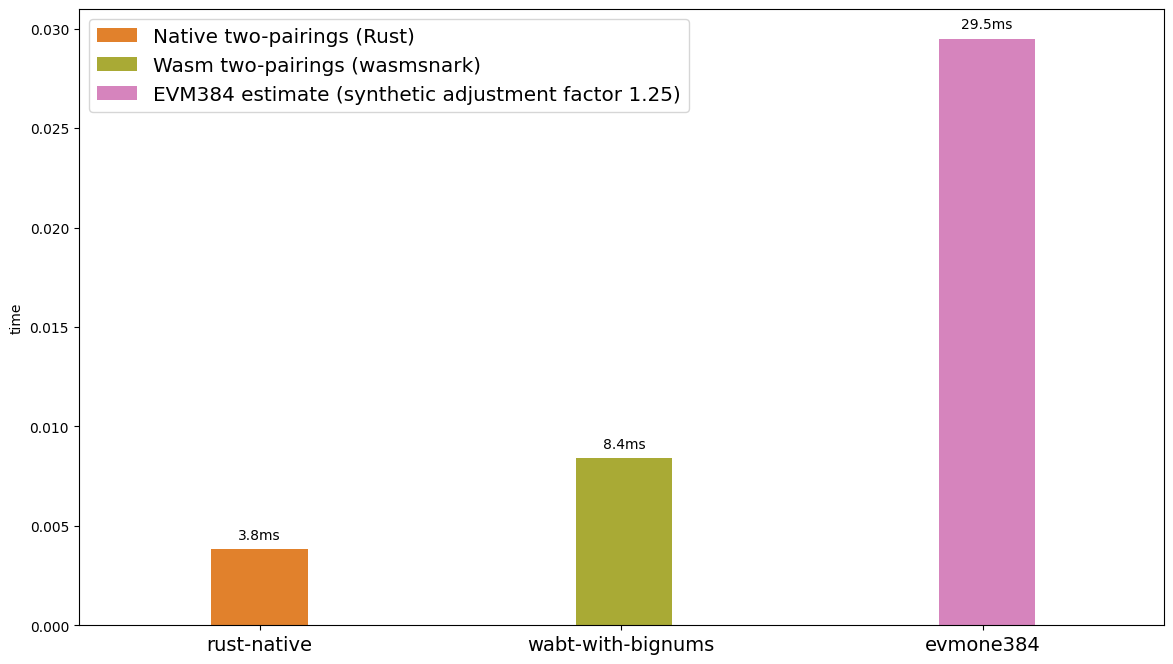 Native two-pairings (Rust)
Wasm two-pairings (wasmsnark)
EVM384 estimate (synthetic adjustment factor 1.25)
29.5ms
8.4ms
3.8ms
0.030
0.025
0.020
0.015
0.010
0.005
0.000
time
rust-native
wabt-with-bignums
evmone384